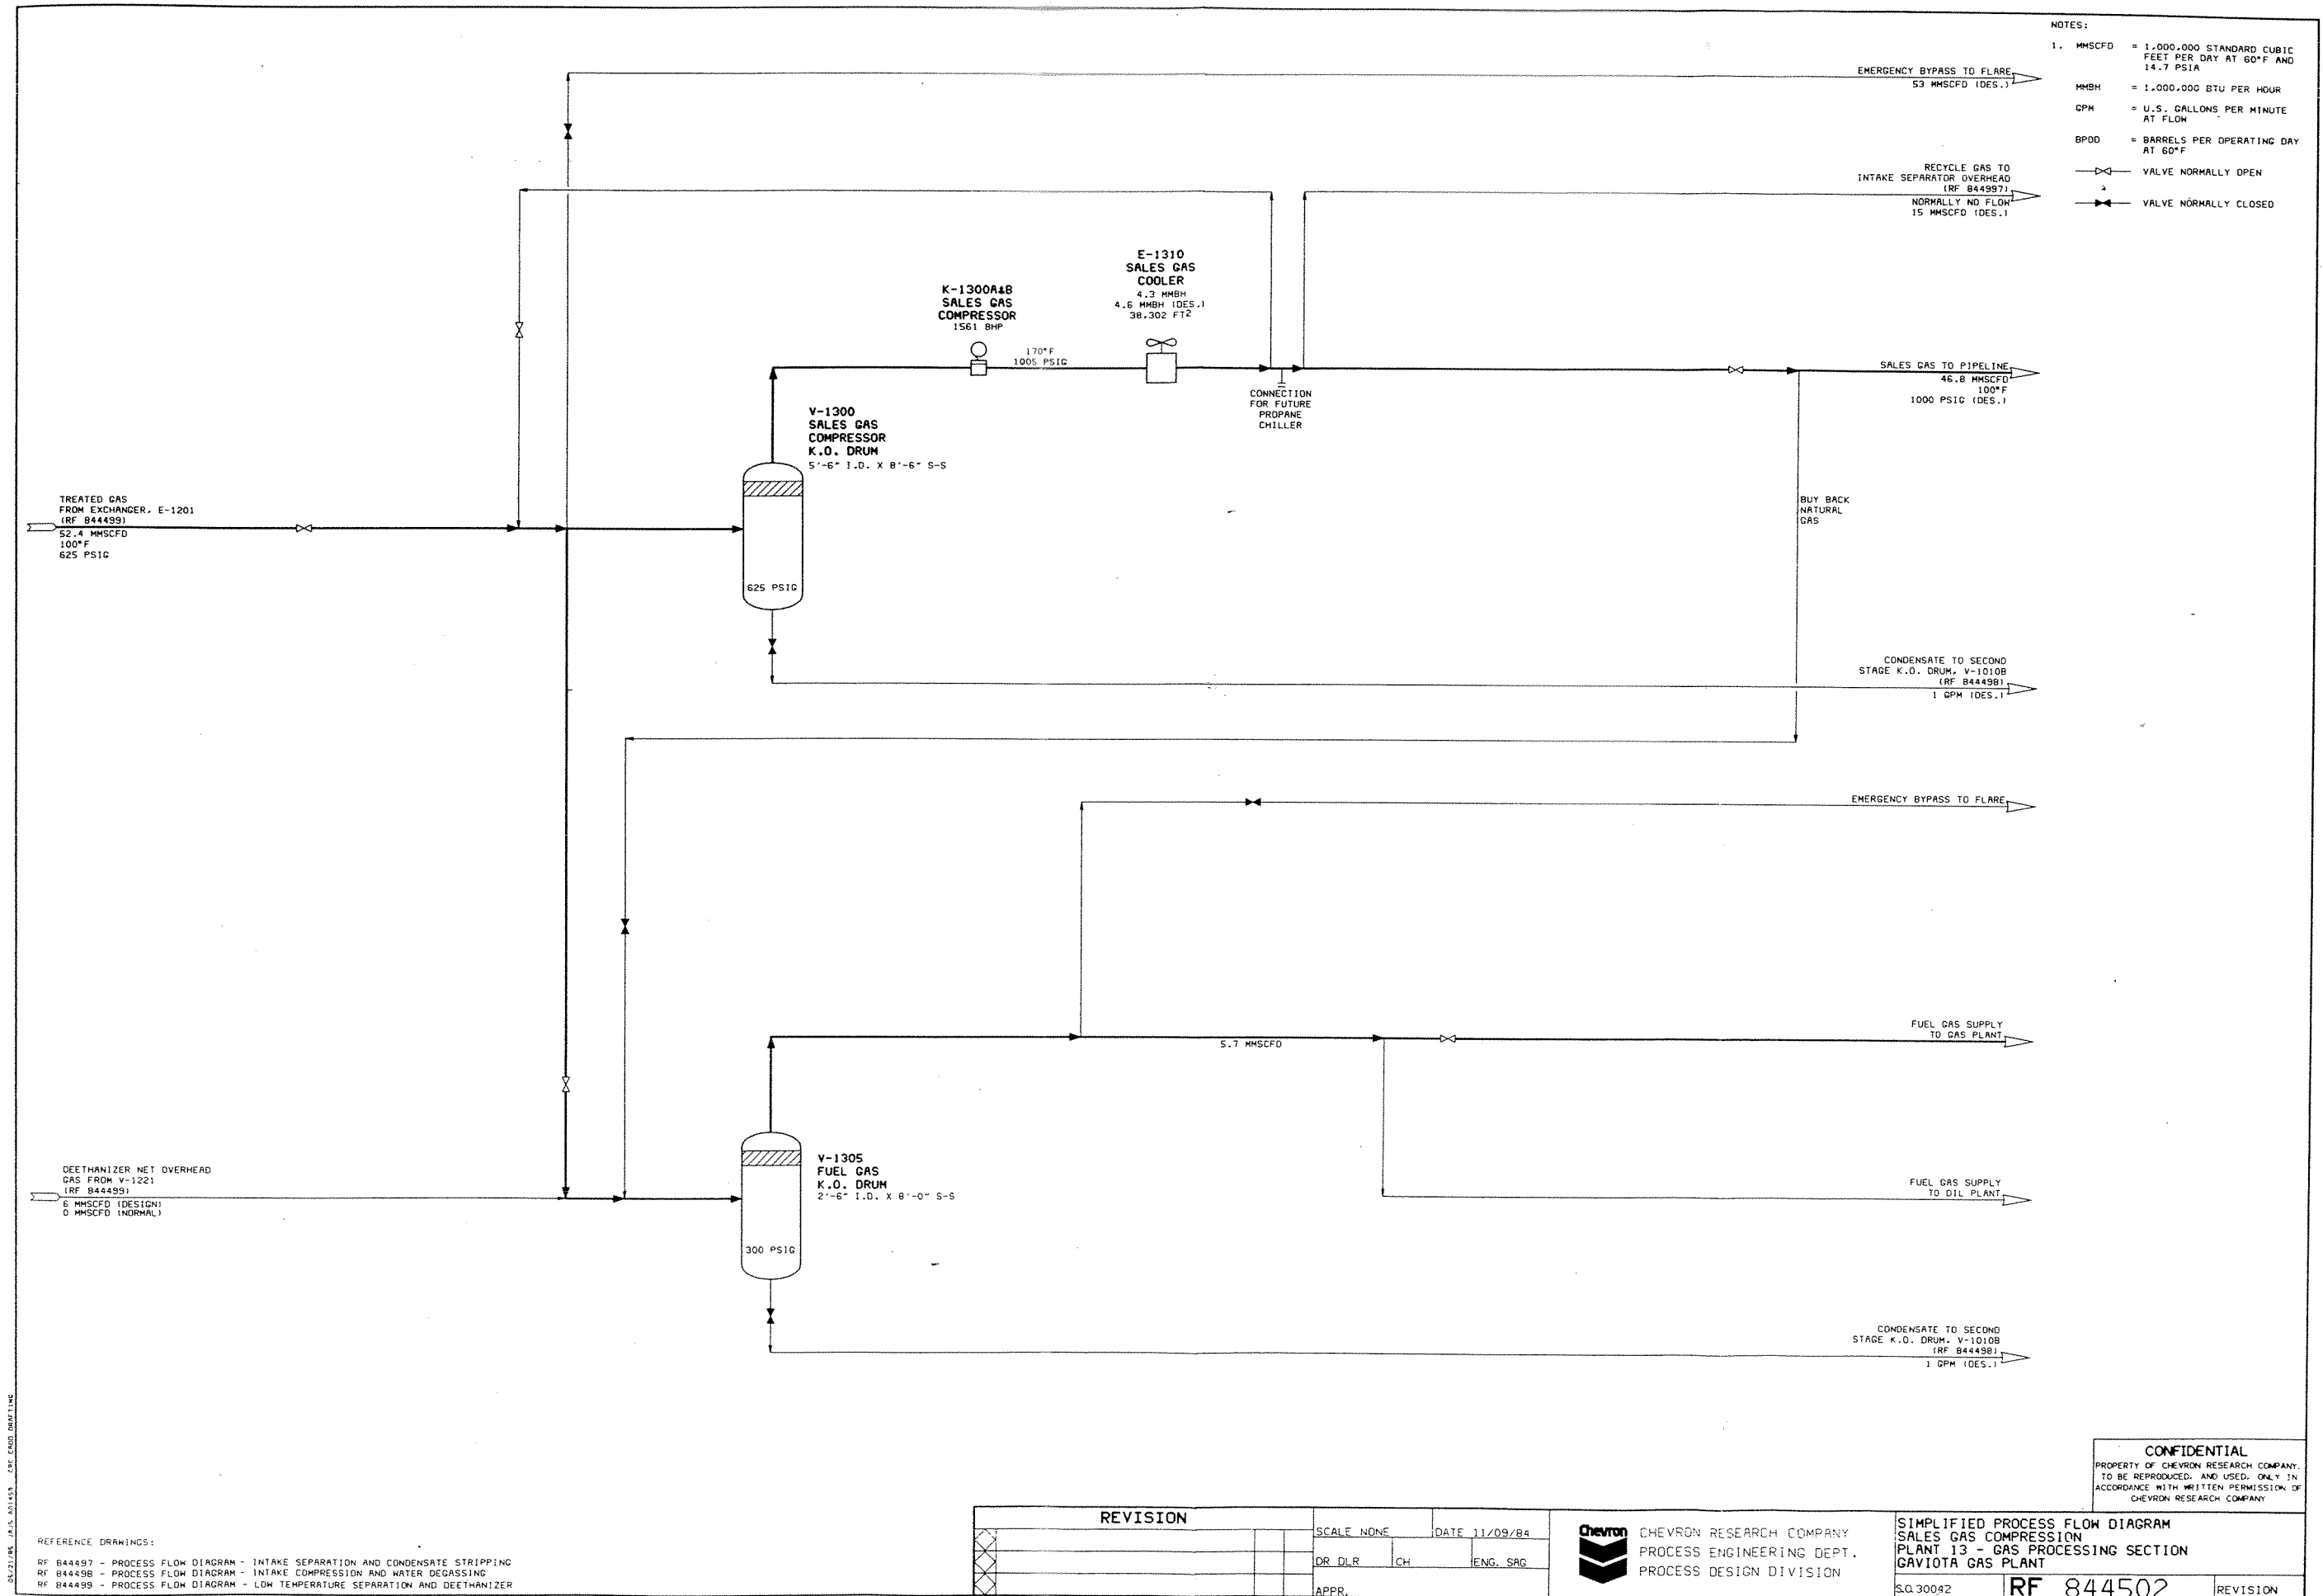 NOTES:
1. MMSCFD = 1,000,000 STANDARD CUBIC
FEET PER DAY AT 60°F AND
14.7 PSIA
MMBH = 1,000,000 BTU PER HOUR
GPM = U.S. GALLONS PER MINUTE
AT FLOW
BPOD = BARRELS PER OPERATING DAY
AT 60°F
VALVE NORMALLY OPEN
VALVE NORMALLY CLOSED
EMERGENCY BYPASS TO FLARE
53 MMSCFD (DES.)
RECYCLE GAS TO
INTAKE SEPARATOR OVERHEAD
(RF 844997)
NORMALLY NO FLOW
15 MMSCFD (DES.)
E-1310
SALES GAS
COOLER
4.3 MMBH
4.6 MMBH (DES.)
38,302 FT2
K-1300A&B
SALES GAS
COMPRESSOR
1561 BHP
170°F
1005 PSIG
CONNECTION
FOR FUTURE
PROPANE
CHILLER
SALES GAS TO PIPELINE
46.8 MMSCFD
100°F
1000 PSIG (DES.)
V-1300
SALES GAS
COMPRESSOR
K.O. DRUM
5'-6" I.D. X 8'-6" S-S
625 PSIG
TREATED GAS
FROM EXCHANGER, E-1201
(RF 844499)
52.4 MMSCFD
100°F
625 PSIG
BUY BACK
NATURAL
GAS
CONDENSATE TO SECOND
STAGE K.O. DRUM, V-1010B
(RF 844498)
1 GPM (DES.)
EMERGENCY BYPASS TO FLARE
5.7 MMSCFD
FUEL GAS SUPPLY
TO GAS PLANT
DEETHANIZER NET OVERHEAD
GAS FROM V-1221
(RF 844499)
6 MMSCFD (DESIGN)
0 MMSCFD (NORMAL)
V-1305
FUEL GAS
K.O. DRUM
2'-6" I.D. X 8'-0" S-S
300 PSIG
FUEL GAS SUPPLY
TO OIL PLANT
CONDENSATE TO SECOND
STAGE K.O. DRUM, V-1010B
(RF 844498)
1 GPM (DES.)
CONFIDENTIAL
PROPERTY OF CHEVRON RESEARCH COMPANY.
TO BE REPRODUCED, AND USED, ONLY IN
ACCORDANCE WITH WRITTEN PERMISSION OF
CHEVRON RESEARCH COMPANY
REFERENCE DRAWINGS:
RF 844497 - PROCESS FLOW DIAGRAM - INTAKE SEPARATION AND CONDENSATE STRIPPING
RF 844498 - PROCESS FLOW DIAGRAM - INTAKE COMPRESSION AND WATER DEGASSING
RF 844499 - PROCESS FLOW DIAGRAM - LOW TEMPERATURE SEPARATION AND DEETHANIZER
REVISION
SCALE NONE DATE 11/09/84
DR DLR CH ENG. SAG
APPR.
Chevron
CHEVRON RESEARCH COMPANY
PROCESS ENGINEERING DEPT.
PROCESS DESIGN DIVISION
SIMPLIFIED PROCESS FLOW DIAGRAM
SALES GAS COMPRESSION
PLANT 13 - GAS PROCESSING SECTION
GAVIOTA GAS PLANT
S.O. 30042 RF 844502 REVISION
CADD DRAFTING